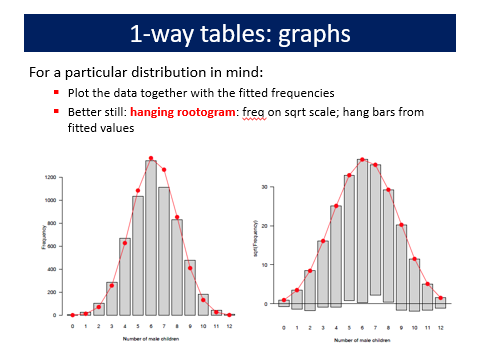 1-way tables: graphs
For a particular distribution in mind:
Plot the data together with the fitted frequencies
Better still: hanging rootogram: freq on sqrt scale; hang bars from
fitted values
Frequency
0
200
400
600
800
1000
1200
0 1 2 3 4 5 6 7 8 9 10 11 12
Number of male children
sqrt(Frequency)
0
10
20
30
0 1 2 3 4 5 6 7 8 9 10 11 12
Number of male children